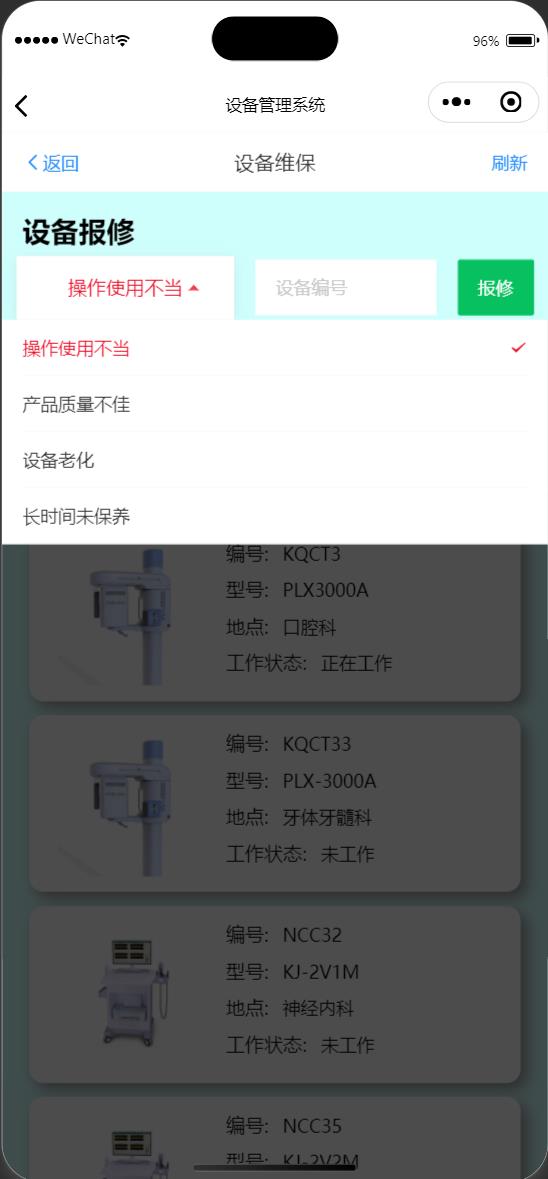 WeChat 96%
设备管理系统
返回 设备维保 刷新
设备报修
操作使用不当 设备编号 报修
操作使用不当
产品质量不佳
设备老化
长时间未保养
编号: KQCT3
型号: PLX3000A
地点: 口腔科
工作状态: 正在工作
编号: KQCT33
型号: PLX-3000A
地点: 牙体牙髓科
工作状态: 未工作
编号: NCC32
型号: KJ-2V1M
地点: 神经内科
工作状态: 未工作
编号: NCC35
型号: KJ-2V2M